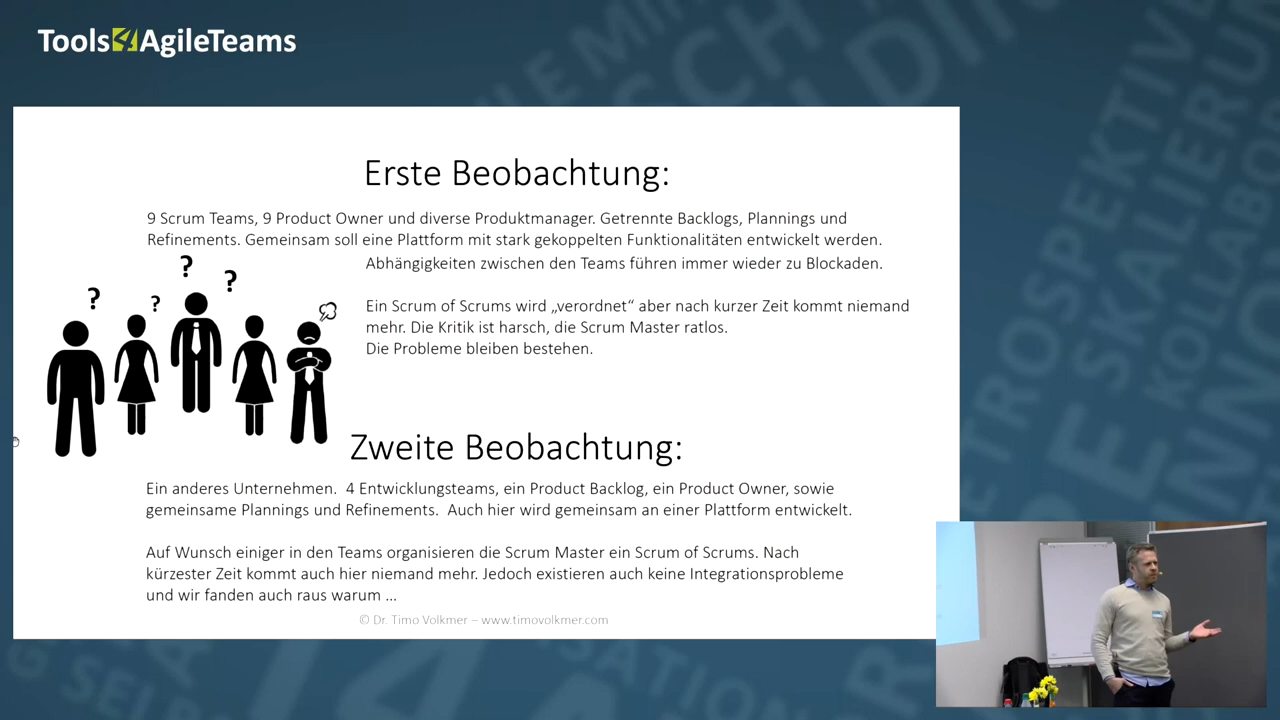 Tools4AgileTeams
Erste Beobachtung:
9 Scrum Teams, 9 Product Owner und diverse Produktmanager. Getrennte Backlogs, Plannings und
Refinements. Gemeinsam soll eine Plattform mit stark gekoppelten Funktionalitäten entwickelt werden.
Abhängigkeiten zwischen den Teams führen immer wieder zu Blockaden.
? ? ? ?
Ein Scrum of Scrums wird „verordnet“ aber nach kurzer Zeit kommt niemand
mehr. Die Kritik ist harsch, die Scrum Master ratlos.
Die Probleme bleiben bestehen.
Zweite Beobachtung:
Ein anderes Unternehmen. 4 Entwicklungsteams, ein Product Backlog, ein Product Owner, sowie
gemeinsame Plannings und Refinements. Auch hier wird gemeinsam an einer Plattform entwickelt.
Auf Wunsch einiger in den Teams organisieren die Scrum Master ein Scrum of Scrums. Nach
kürzester Zeit kommt auch hier niemand mehr. Jedoch existieren auch keine Integrationsprobleme
und wir fanden auch raus warum ...
© Dr. Timo Volkmer – www.timovolkmer.com